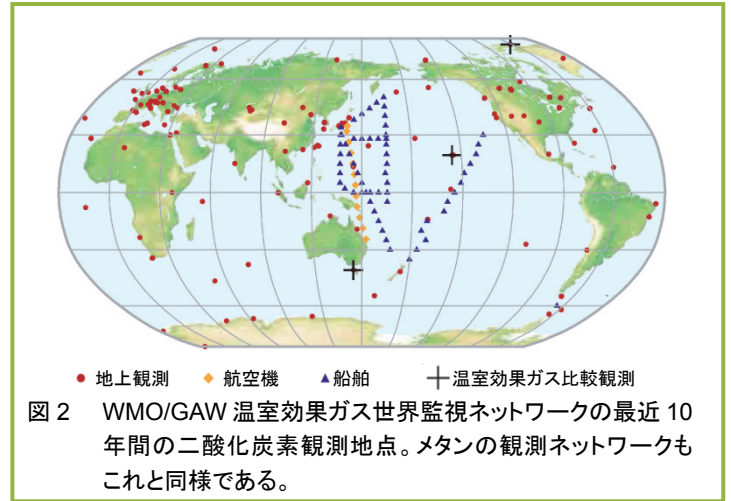 ● 地上観測 ◆ 航空機 ▲船舶 ┼温室効果ガス比較観測
図 2 WMO/GAW 温室効果ガス世界監視ネットワークの最近 10
年間の二酸化炭素観測地点。メタンの観測ネットワークも
これと同様である。